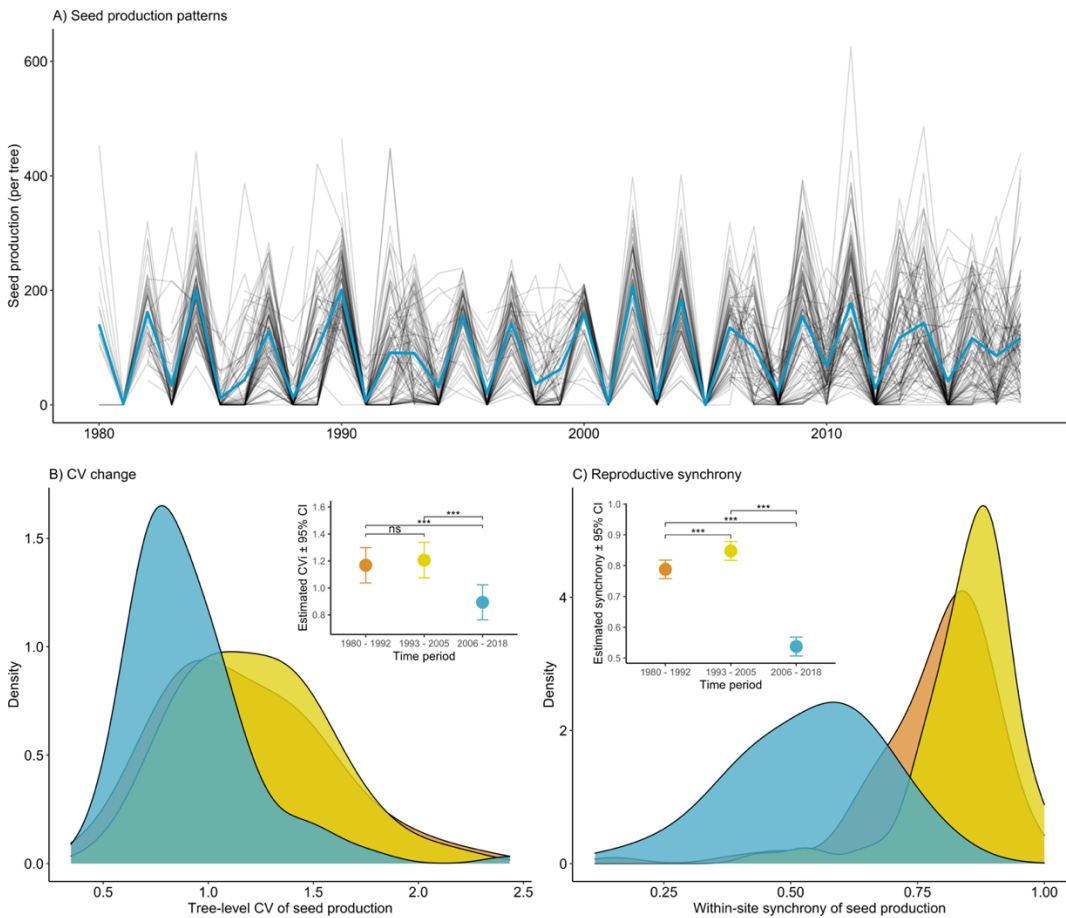 A) Seed production patterns
600
400
200
0
Seed production (per tree)
1980
1990
2000
2010
B) CV change
1.5
1.0
0.5
0.0
Density
0.5
1.0
1.5
2.0
2.5
Tree-level CV of seed production
1.6
1.4
1.2
1.0
0.8
Estimated CVi ± 95% CI
***
***
ns
1980 - 1992
1993 - 2005
2006 - 2018
Time period
C) Reproductive synchrony
4
2
0
Density
0.25
0.50
0.75
1.00
Within-site synchrony of seed production
1.0
0.9
0.8
0.7
0.6
0.5
Estimated synchrony ± 95% CI
***
***
***
1980 - 1992
1993 - 2005
2006 - 2018
Time period